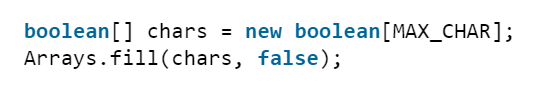 boolean[] chars = new boolean[MAX_CHAR];
Arrays.fill(chars, false);